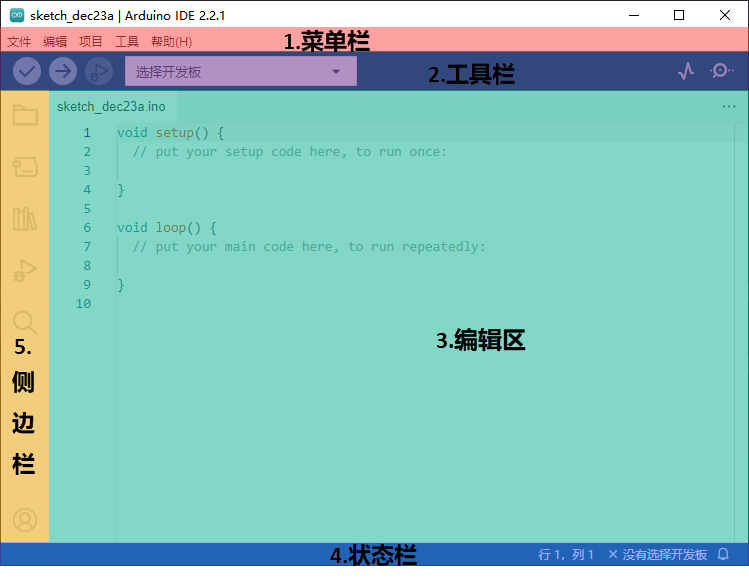 sketch_dec23a | Arduino IDE 2.2.1
文件 编辑 项目 工具 帮助(H) 1.菜单栏
选择开发板 2.工具栏
sketch_dec23a.ino
1 void setup() {
2 // put your setup code here, to run once:
3
4 }
5
6 void loop() {
7 // put your main code here, to run repeatedly:
8
9 }
10
3.编辑区
5.
侧
边
栏
4.状态栏 行 1，列 1 × 没有选择开发板